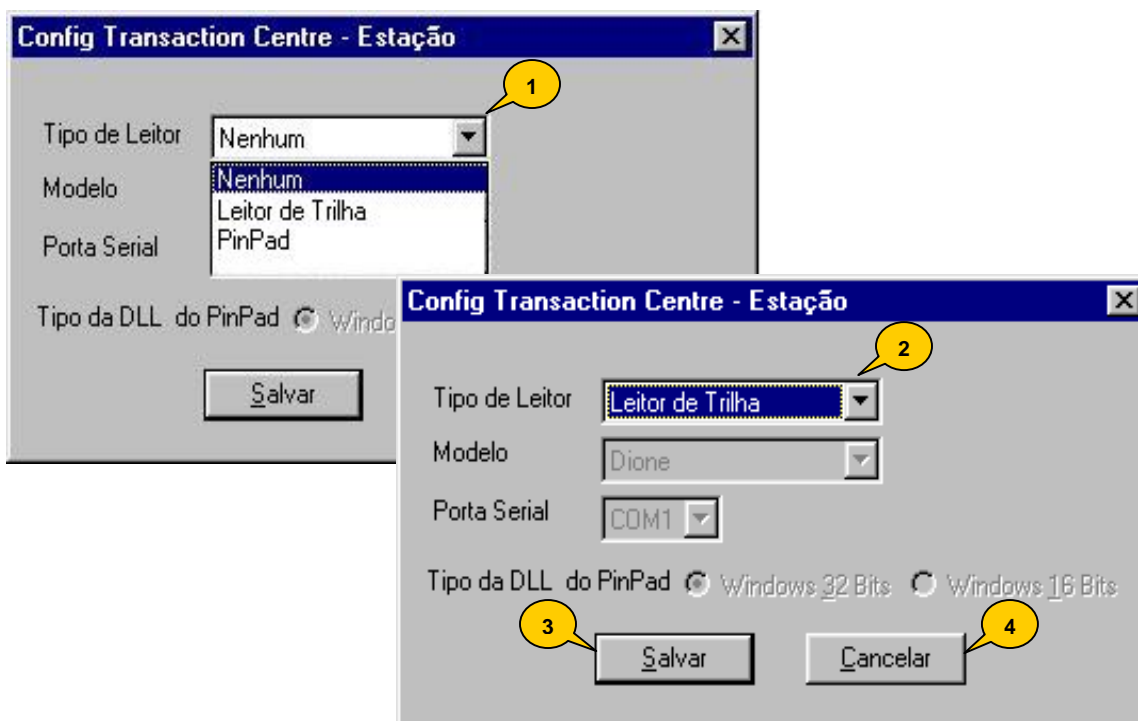 Config Transaction Centre - Estação
1
Tipo de Leitor
Nenhum
Nenhum
Modelo
Leitor de Trilha
PinPad
Porta Serial
Tipo da DLL do PinPad
Windo
Salvar
Config Transaction Centre - Estação
2
Tipo de Leitor
Leitor de Trilha
Modelo
Dione
Porta Serial
COM1
Tipo da DLL do PinPad
Windows 32 Bits
Windows 16 Bits
3
4
Salvar
Cancelar